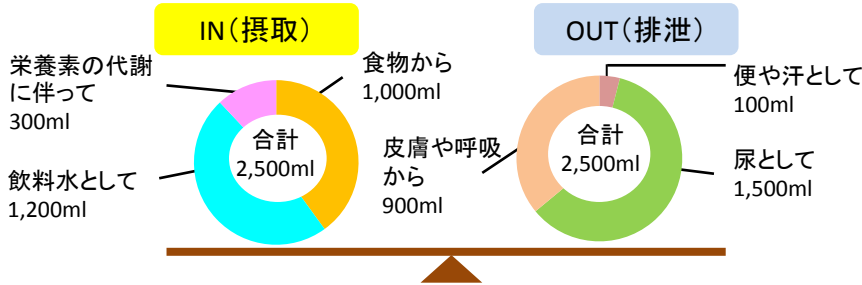 IN（摂取）
栄養素の代謝
に伴って
300ml
食物から
1,000ml
合計
2,500ml
飲料水として
1,200ml
OUT（排泄）
便や汗として
100ml
合計
2,500ml
皮膚や呼吸
から
900ml
尿として
1,500ml